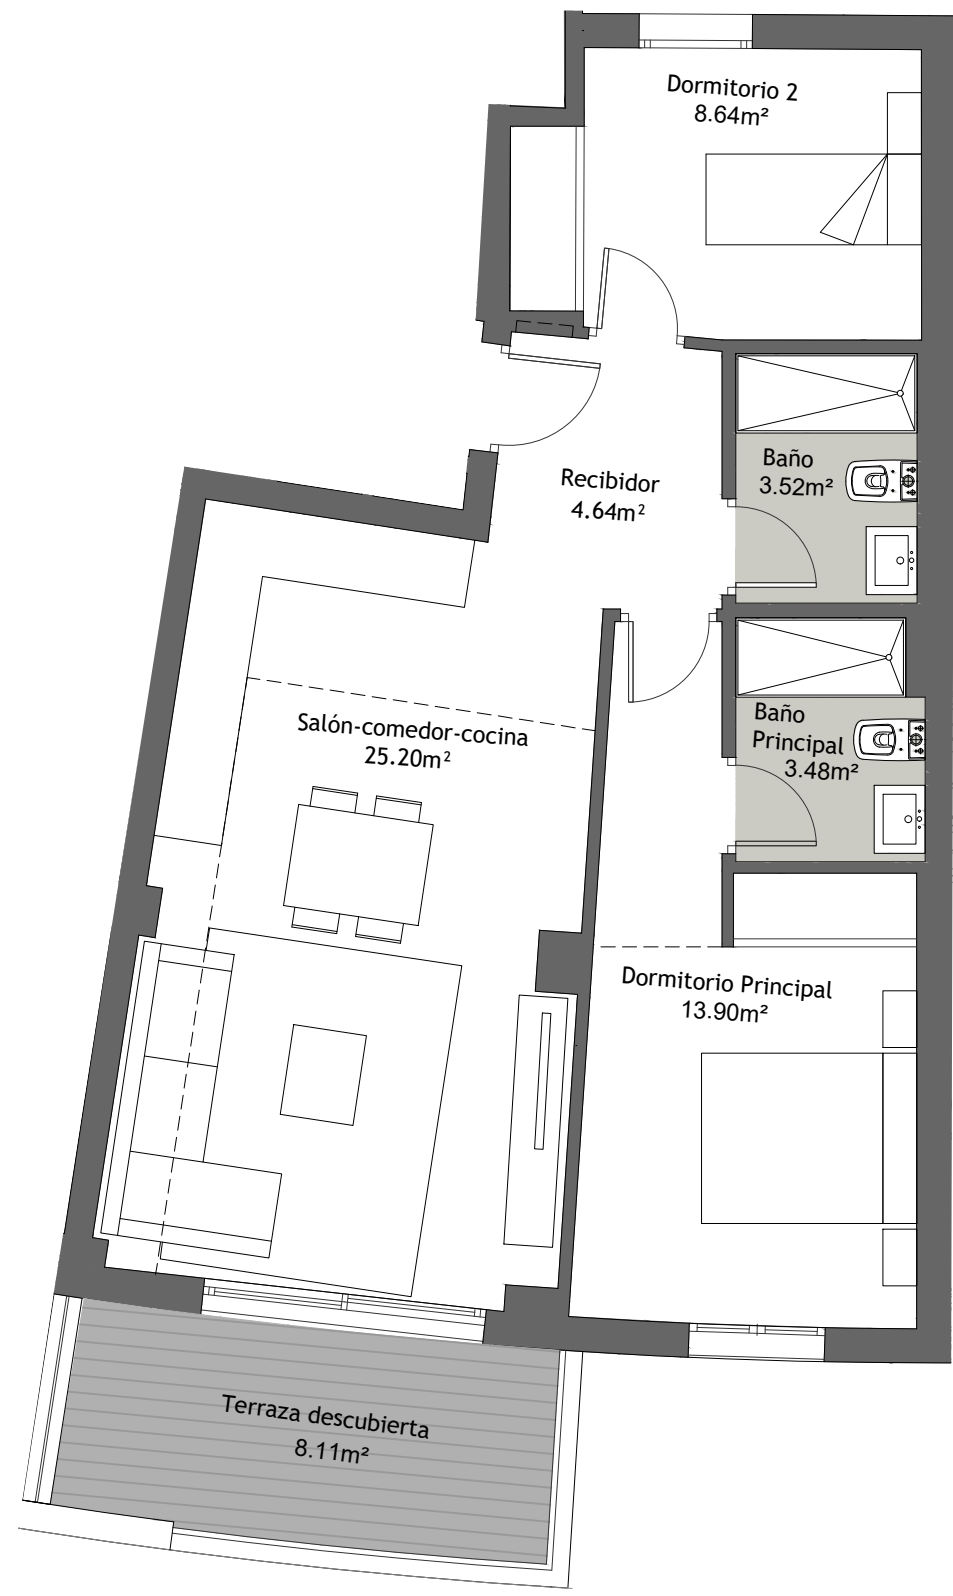 Dormitorio 2
8.64m²
Baño
3.52m²
Recibidor
4.64m²
Baño
Principal
3.48m²
Salón-comedor-cocina
25.20m²
Dormitorio Principal
13.90m²
Terraza descubierta
8.11m²